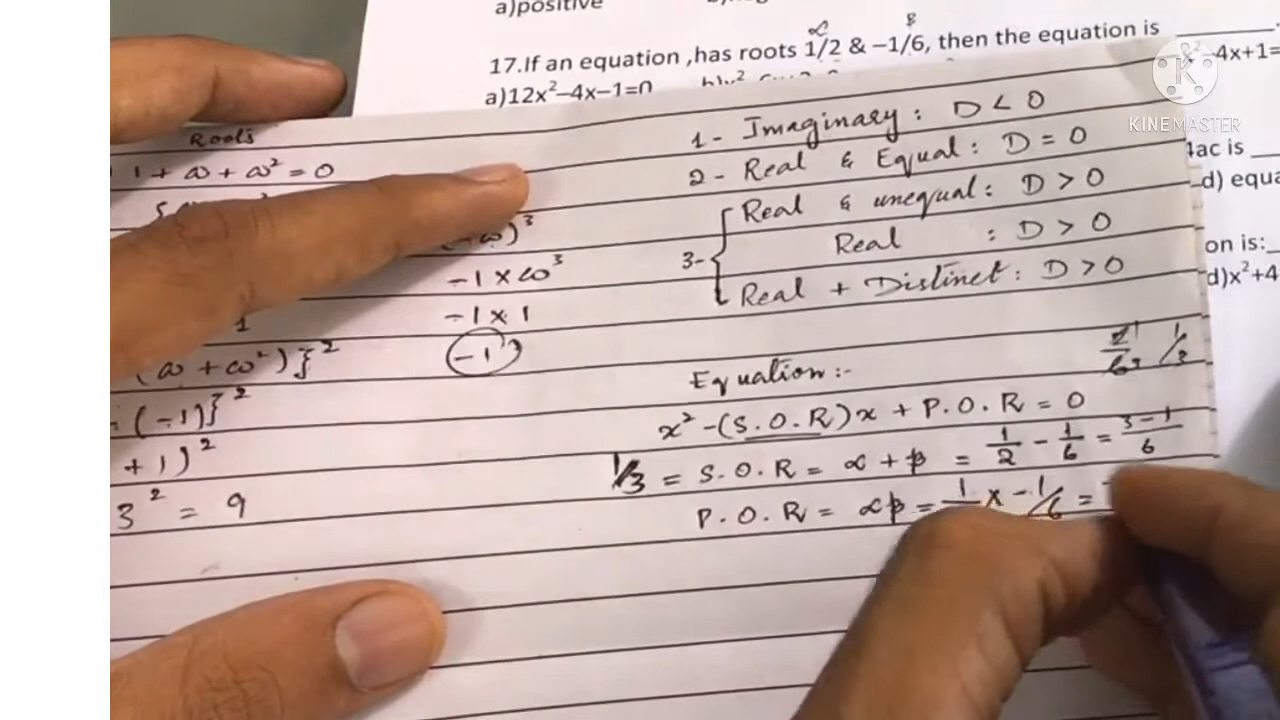 a)positive
17.If an equation ,has roots 1/2 & –1/6, then the equation is
∝ 8
a)12x²–4x–1=0
–4x+1=
KINEMASTER
4ac is
d) equa
on is:_
d)x²+4
Roots
1 + ω + ω² = 0
-1 × ω³
-1 × 1
-1
(ω + ω²)}²
(-1)}²
+ 1)²
3² = 9
1 - Imaginary : D < 0
2 - Real & Equal : D = 0
3- Real & unequal : D > 0
Real : D > 0
Real + Distinct : D > 0
Equation :-
x² - (S.O.R)x + P.O.R = 0
1/3 = S.O.R = ∝ + β = 1/2 - 1/6 = 3-1/6
P.O.R = ∝β = 1 × -1/6 =